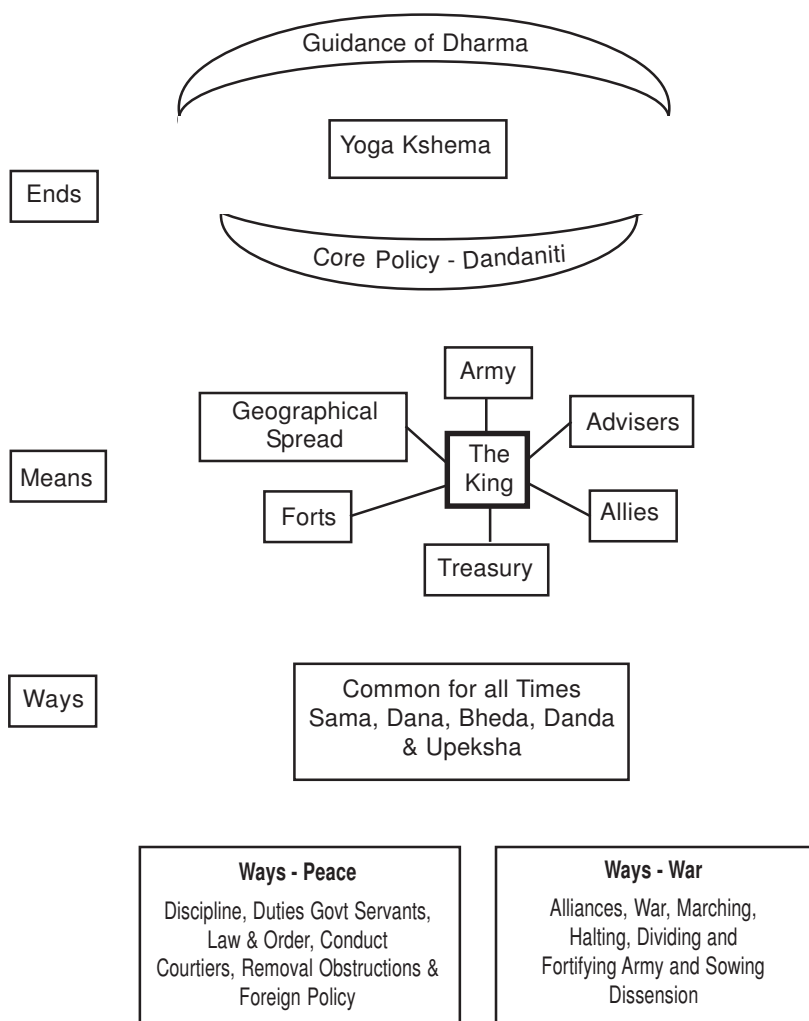 Guidance of Dharma
Yoga Kshema
Ends
Core Policy - Dandaniti
Army
Geographical
Spread
Advisers
The
King
Means
Forts
Allies
Treasury
Ways
Common for all Times
Sama, Dana, Bheda, Danda
& Upeksha
Ways - Peace
Discipline, Duties Govt Servants,
Law & Order, Conduct
Courtiers, Removal Obstructions &
Foreign Policy
Ways - War
Alliances, War, Marching,
Halting, Dividing and
Fortifying Army and Sowing
Dissension